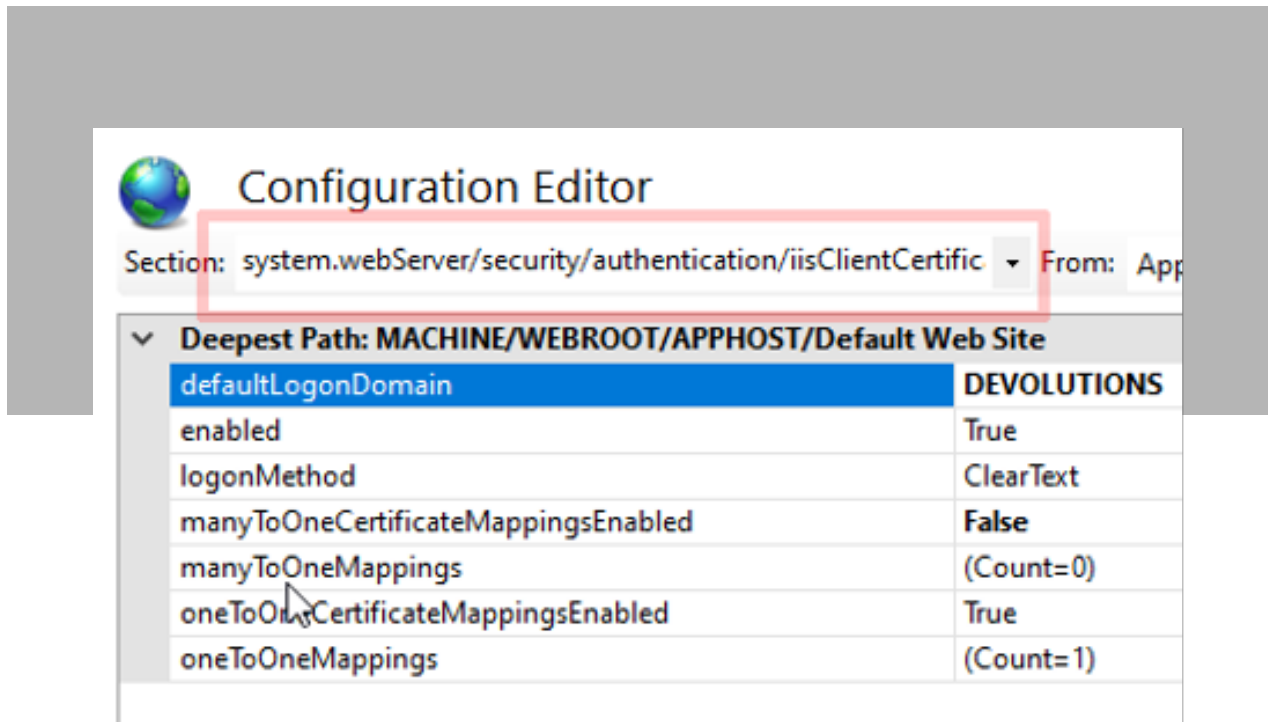 Configuration Editor
Section: system.webServer/security/authentication/iisClientCertific From: App
Deepest Path: MACHINE/WEBROOT/APPHOST/Default Web Site
defaultLogonDomain DEVOLUTIONS
enabled True
logonMethod ClearText
manyToOneCertificateMappingsEnabled False
manyToOneMappings (Count=0)
oneToOneCertificateMappingsEnabled True
oneToOneMappings (Count=1)